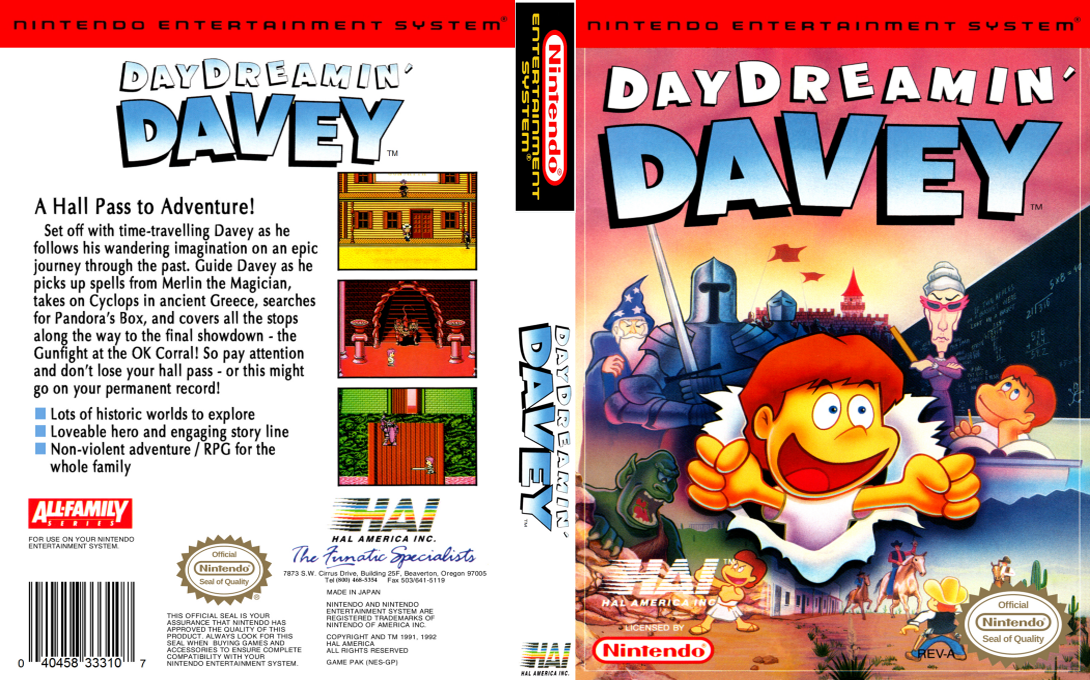 NINTENDO ENTERTAINMENT SYSTEM®
DAYDREAMIN'
DAVEY™
A Hall Pass to Adventure!
Set off with time-travelling Davey as he
follows his wandering imagination on an epic
journey through the past. Guide Davey as he
picks up spells from Merlin the Magician,
takes on Cyclops in ancient Greece, searches
for Pandora's Box, and covers all the stops
along the way to the final showdown - the
Gunfight at the OK Corral! So pay attention
and don't lose your hall pass - or this might
go on your permanent record!
Lots of historic worlds to explore
Loveable hero and engaging story line
Non-violent adventure / RPG for the
whole family
ALL-FAMILY
SERIES
FOR USE ON YOUR NINTENDO
ENTERTAINMENT SYSTEM.
0 40458 33310 7
Official
Nintendo®
Seal of Quality
®
THIS OFFICIAL SEAL IS YOUR
ASSURANCE THAT NINTENDO HAS
APPROVED THE QUALITY OF THIS
PRODUCT. ALWAYS LOOK FOR THIS
SEAL WHEN BUYING GAMES AND
ACCESSORIES TO ENSURE COMPLETE
COMPATIBILITY WITH YOUR
NINTENDO ENTERTAINMENT SYSTEM.
HAL
HAL AMERICA INC.
The Funatic Specialists
7873 S.W. Cirrus Drive, Building 25F, Beaverton, Oregon 97005
Tel (800) 468-5354 Fax 503/641-5119
MADE IN JAPAN
NINTENDO AND NINTENDO
ENTERTAINMENT SYSTEM ARE
REGISTERED TRADEMARKS OF
NINTENDO OF AMERICA INC.
COPYRIGHT AND TM 1991, 1992
HAL AMERICA
ALL RIGHTS RESERVED
GAME PAK (NES-GP)
Nintendo®
ENTERTAINMENT
SYSTEM®
DAYDREAMIN'
DAVEY™
HAL
HAL AMERICA INC.
NINTENDO ENTERTAINMENT SYSTEM®
DAYDREAMIN'
DAVEY™
5×8=
HAL™
HAL AMERICA INC.
LICENSED BY
Nintendo®
REV-A
Official
Nintendo®
Seal of Quality